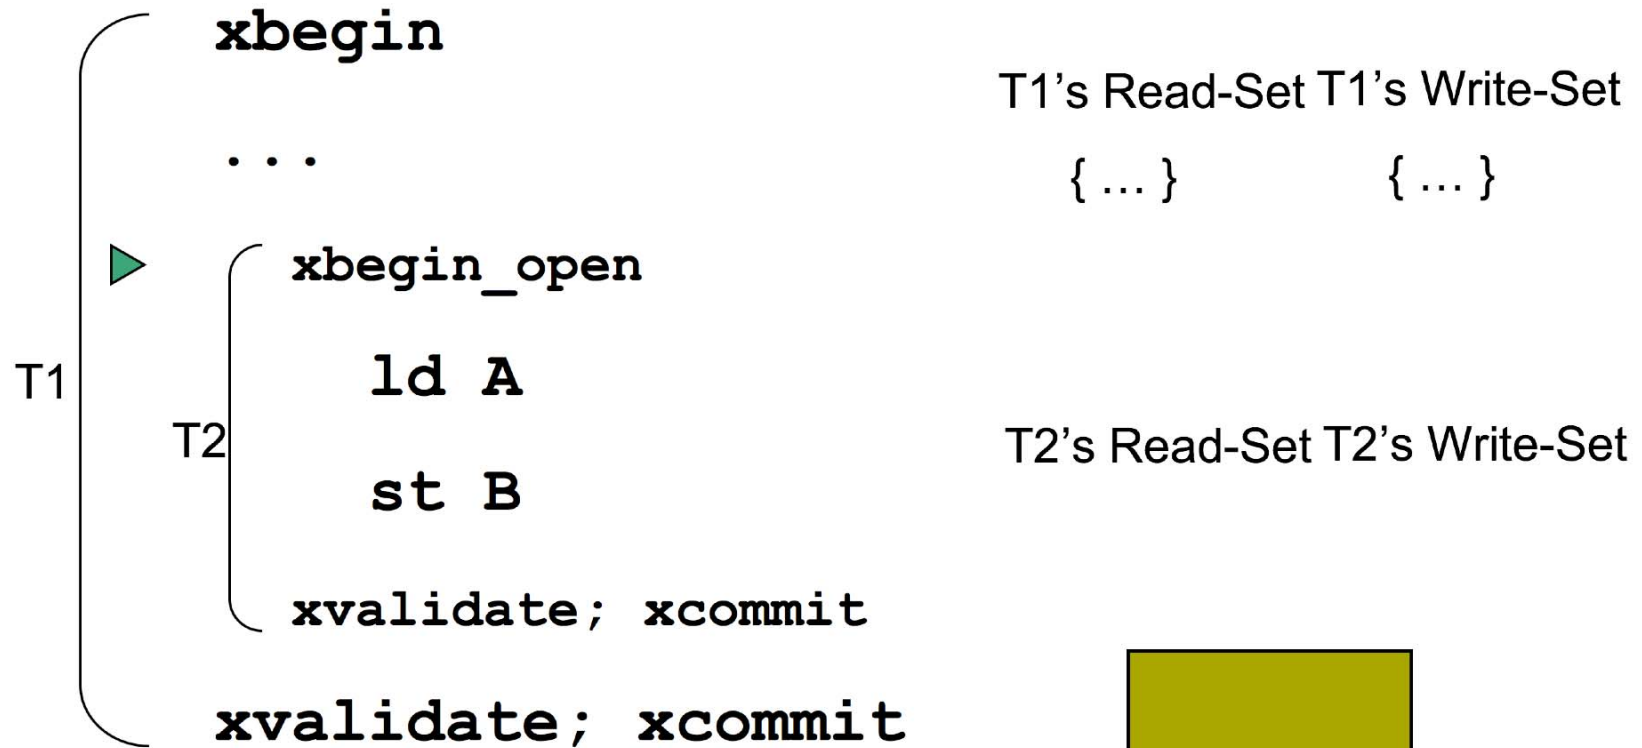 xbegin
T1's Read-Set T1's Write-Set
...
{ ... } { ... }
xbegin_open
T1
ld A
T2
T2's Read-Set T2's Write-Set
st B
xvalidate; xcommit
xvalidate; xcommit